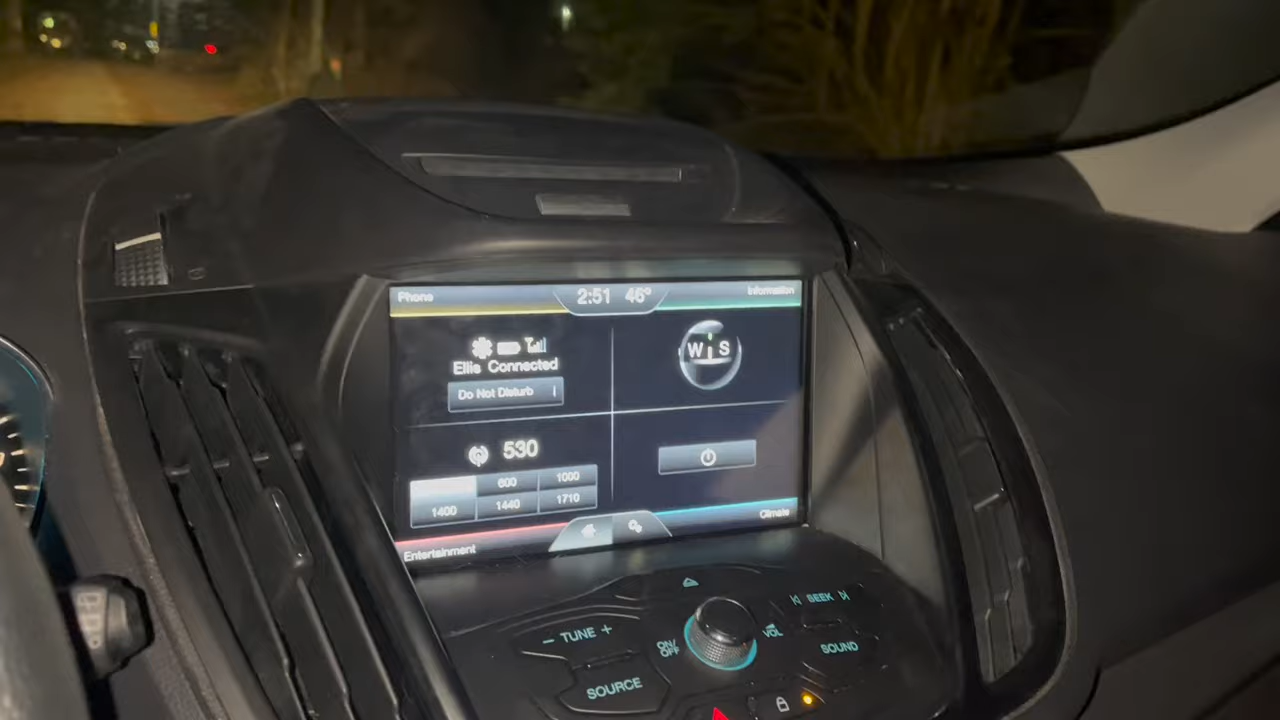 Phone
2:51 46°
Information
Ellis Connected
Do Not Disturb
W S
530
600 1000
1400 1440 1710
Entertainment
Climate
SEEK
− TUNE +
ON/OFF
VOL
SOUND
SOURCE